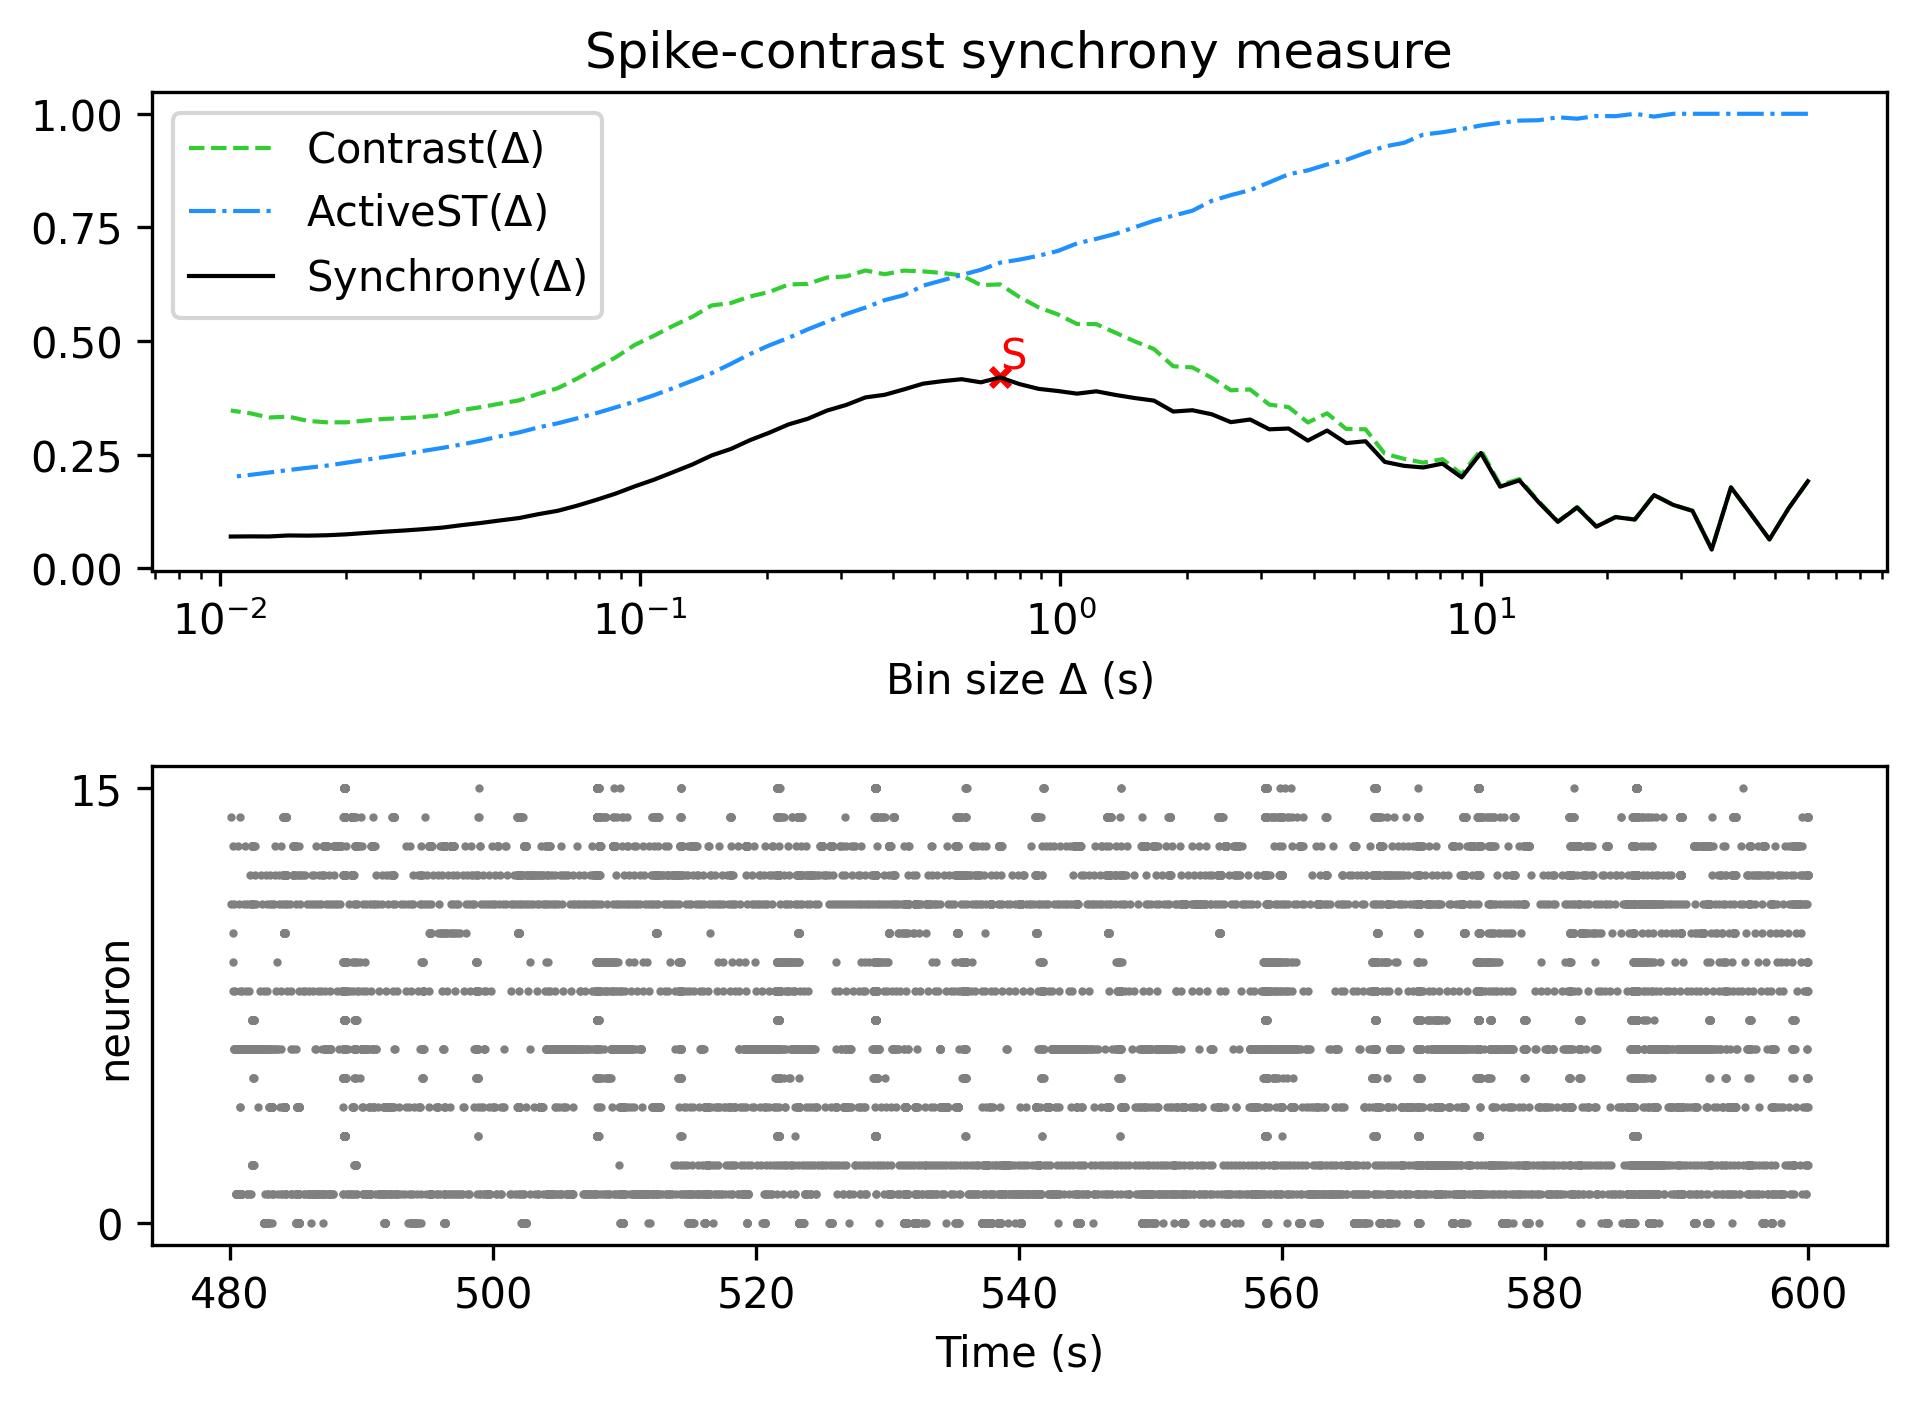 Spike-contrast synchrony measure
1.00
0.75
0.50
0.25
0.00
Contrast(Δ)
ActiveST(Δ)
Synchrony(Δ)
S
10⁻² 10⁻¹ 10⁰ 10¹
Bin size Δ (s)
15
0
neuron
480 500 520 540 560 580 600
Time (s)